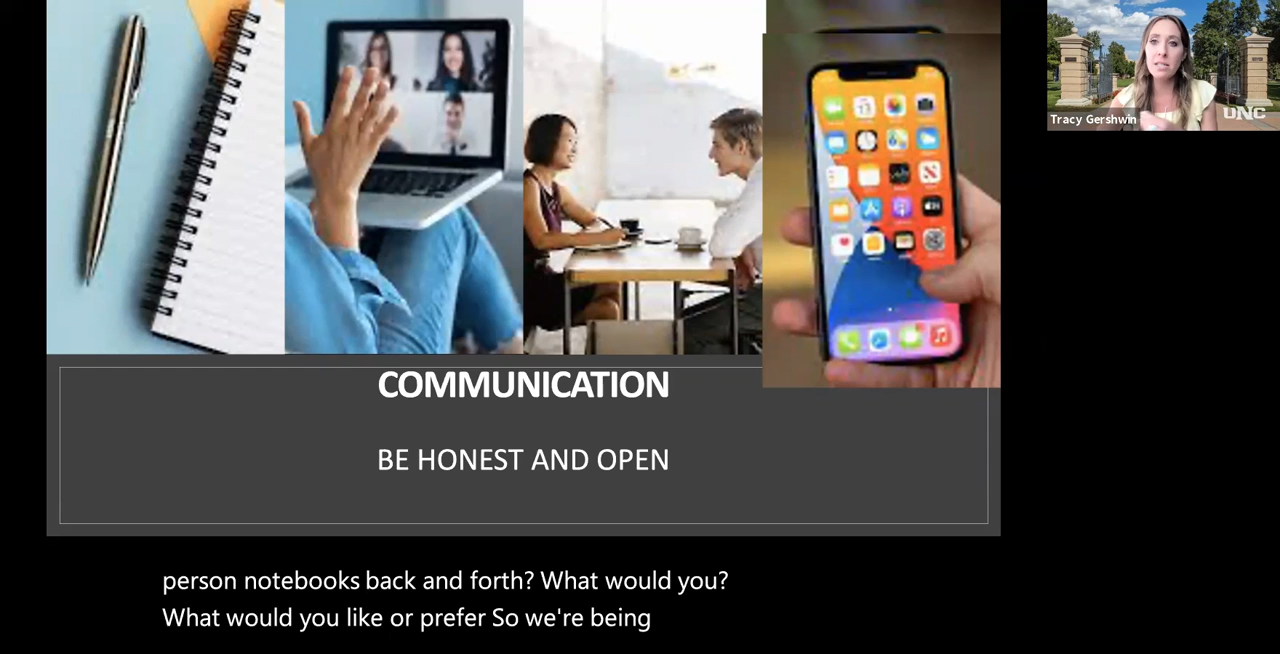 Tracy Gershwin
UNC
COMMUNICATION
BE HONEST AND OPEN
person notebooks back and forth? What would you?
What would you like or prefer So we're being